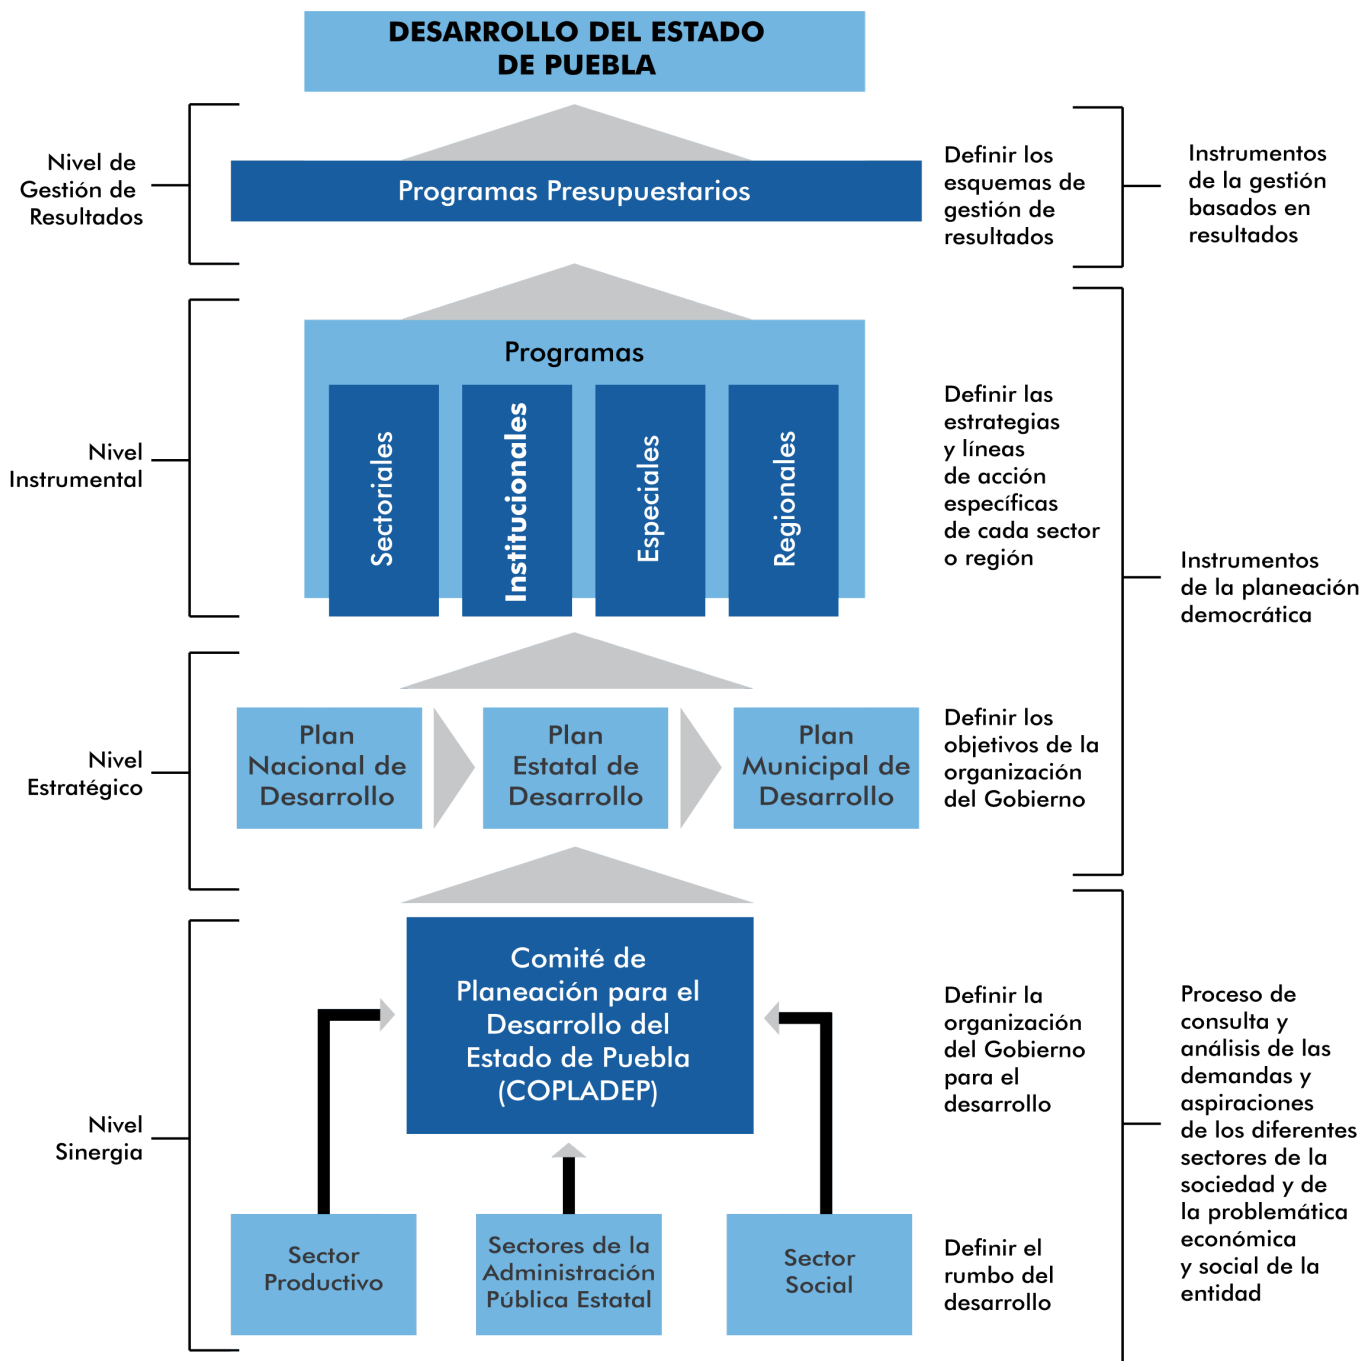 DESARROLLO DEL ESTADO
DE PUEBLA
Nivel de
Gestión de
Resultados
Programas Presupuestarios
Definir los
esquemas de
gestión de
resultados
Instrumentos
de la gestión
basados en
resultados
Nivel
Instrumental
Programas
Sectoriales
Institucionales
Especiales
Regionales
Definir las
estrategias
y líneas
de acción
específicas
de cada sector
o región
Instrumentos
de la planeación
democrática
Nivel
Estratégico
Plan
Nacional de
Desarrollo
Plan
Estatal de
Desarrollo
Plan
Municipal de
Desarrollo
Definir los
objetivos de la
organización
del Gobierno
Nivel
Sinergia
Comité de
Planeación para el
Desarrollo del
Estado de Puebla
(COPLADEP)
Definir la
organización
del Gobierno
para el
desarrollo
Proceso de
consulta y
análisis de las
demandas y
aspiraciones
de los diferentes
sectores de la
sociedad y de
la problemática
económica
y social de la
entidad
Sector
Productivo
Sectores de la
Administración
Pública Estatal
Sector
Social
Definir el
rumbo del
desarrollo